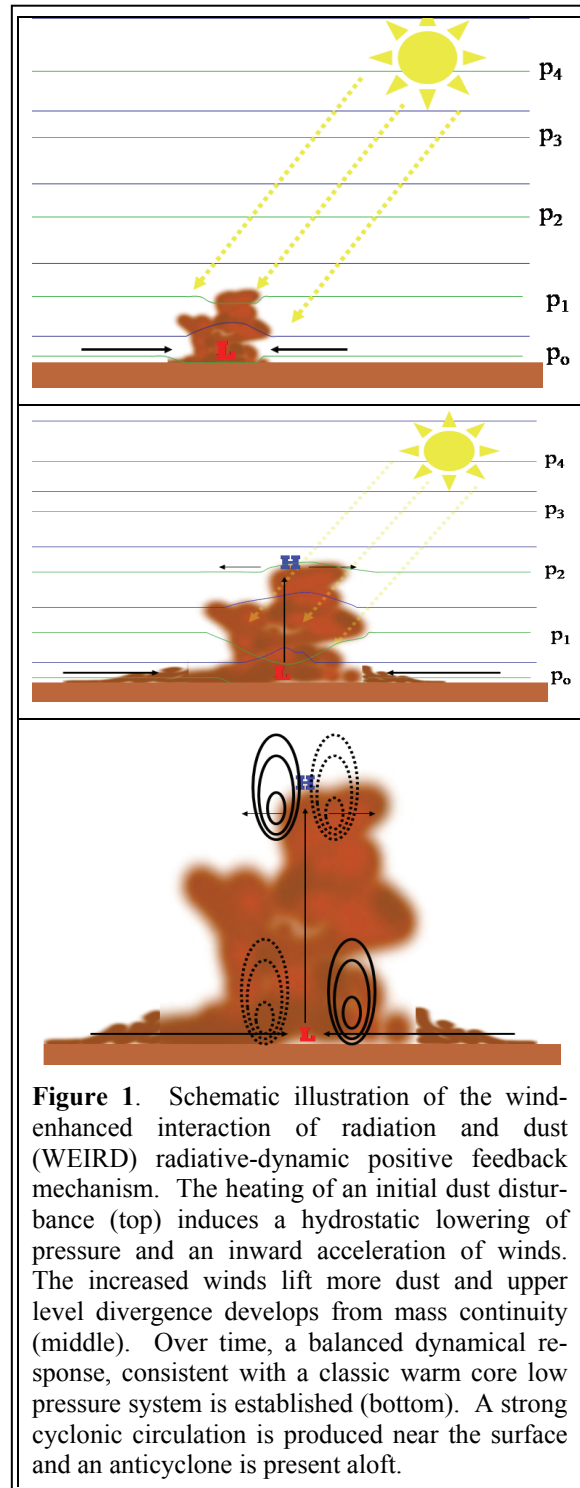 p4
p3
p2
p1
L
po
p4
p3
H
p2
p1
L
po
H
L
Figure 1. Schematic illustration of the wind-
enhanced interaction of radiation and dust
(WEIRD) radiative-dynamic positive feedback
mechanism. The heating of an initial dust distur-
bance (top) induces a hydrostatic lowering of
pressure and an inward acceleration of winds.
The increased winds lift more dust and upper
level divergence develops from mass continuity
(middle). Over time, a balanced dynamical re-
sponse, consistent with a classic warm core low
pressure system is established (bottom). A strong
cyclonic circulation is produced near the surface
and an anticyclone is present aloft.